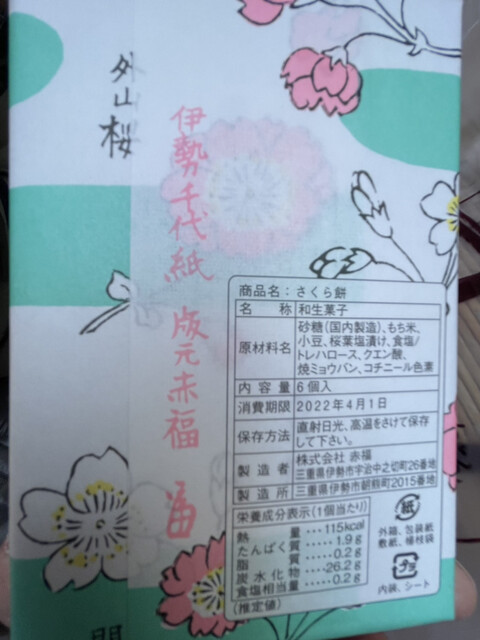 外山桜
伊勢千代紙 版元赤福
商品名：さくら餅
名 称 和生菓子
原材料名 砂糖(国内製造)、もち米、
小豆、桜葉塩漬け、食塩/
トレハロース、クエン酸、
焼ミョウバン、コチニール色素
内 容 量 6個入
消費期限 2022年4月1日
保存方法 直射日光、高温をさけて保存
して下さい。
製 造 者 株式会社 赤福
三重県伊勢市宇治中之切町26番地
製 造 所 三重県伊勢市朝熊町2015番地
栄養成分表示(1個当たり)
熱 量…115kcal
たんぱく質……1.9g
脂 質……0.2g
炭水化物…26.2g
食塩相当量……0.2g
(推定値)
紙
外箱、包装紙
敷紙、楊枝袋
プラ
内装、シート